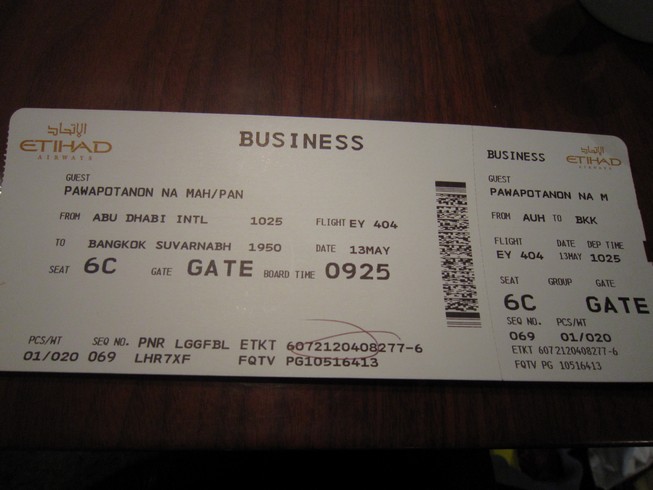 الإتحاد
ETIHAD
AIRWAYS
BUSINESS
GUEST
PAWAPOTANON NA MAH/PAN
FROM ABU DHABI INTL 1025 FLIGHT EY 404
TO BANGKOK SUVARNABH 1950 DATE 13MAY
SEAT 6C GATE GATE BOARD TIME 0925
PCS/WT SEQ NO. PNR LGGFBL ETKT 6072120408277-6
01/020 069 LHR7XF FQTV PG10516413
BUSINESS
الإتحاد
ETIHAD
AIRWAYS
GUEST
PAWAPOTANON NA M
FROM AUH TO BKK
FLIGHT DATE DEP TIME
EY 404 13MAY 1025
SEAT GROUP GATE
6C GATE
SEQ NO. PCS/WT
069 01/020
ETKT 6072120408277-6
FQTV PG 10516413